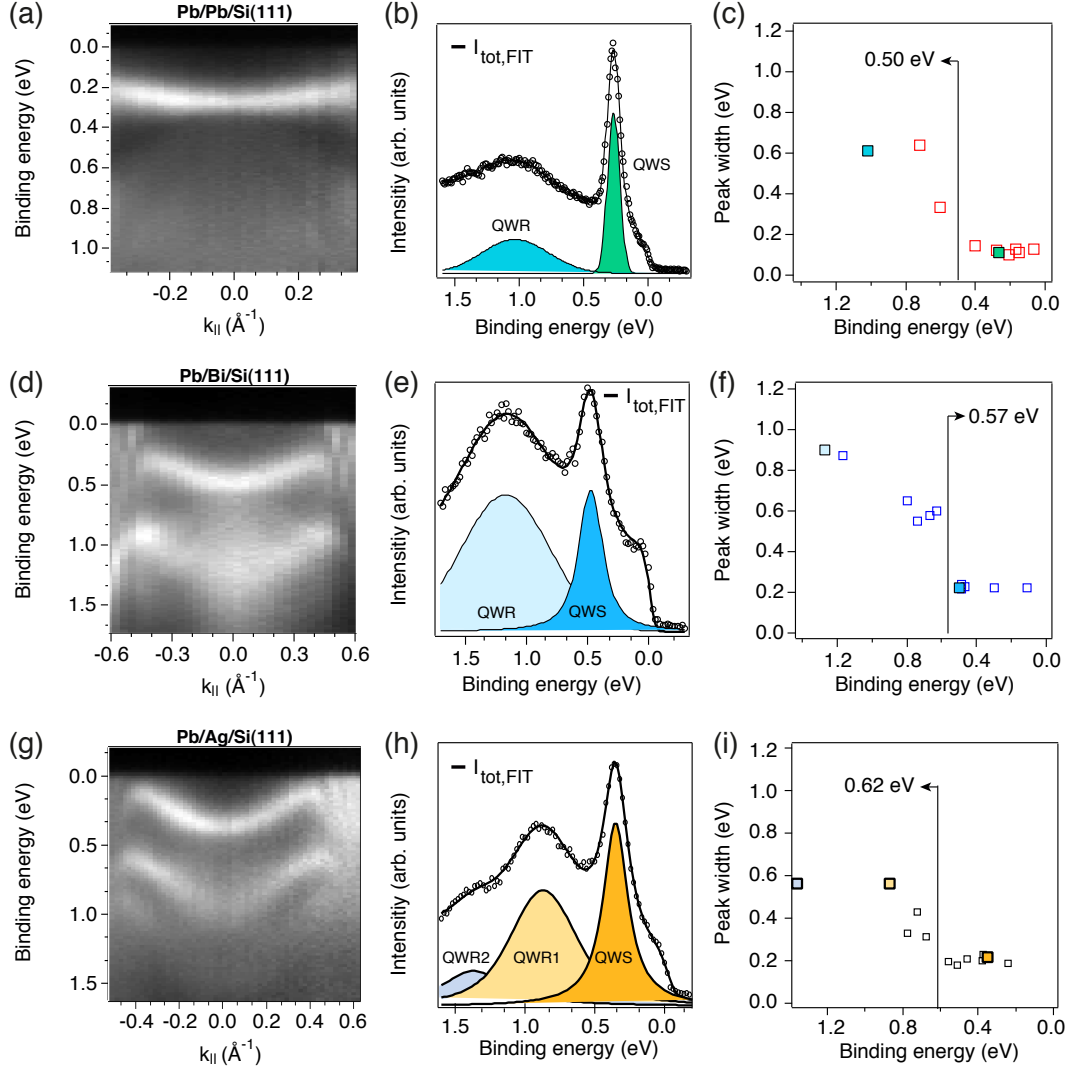 (a)
Pb/Pb/Si(111)
0.0
0.2
0.4
0.6
0.8
1.0
Binding energy (eV)
-0.2
0.0
0.2
k|| (Å-1)
(b)
Itot,FIT
QWR
QWS
Intensitiy (arb. units)
1.5
1.0
0.5
0.0
Binding energy (eV)
(c)
0.50 eV
1.2
1.0
0.8
0.6
0.4
0.2
0.0
Peak width (eV)
1.2
0.8
0.4
0.0
Binding energy (eV)
(d)
Pb/Bi/Si(111)
0.0
0.5
1.0
1.5
Binding energy (eV)
-0.6
-0.4
0.0
0.4
0.6
k|| (Å-1)
(e)
Itot,FIT
QWR
QWS
Intensitiy (arb. units)
1.5
1.0
0.5
0.0
Binding energy (eV)
(f)
0.57 eV
1.2
1.0
0.8
0.6
0.4
0.2
0.0
Peak width (eV)
1.2
0.8
0.4
0.0
Binding energy (eV)
(g)
Pb/Ag/Si(111)
0.0
0.5
1.0
1.5
Binding energy (eV)
-0.4
-0.2
0.0
0.2
0.4
0.6
k|| (Å-1)
(h)
Itot,FIT
QWR2
QWR1
QWS
Intensitiy (arb. units)
1.5
1.0
0.5
0.0
Binding energy (eV)
(i)
0.62 eV
1.2
1.0
0.8
0.6
0.4
0.2
0.0
Peak width (eV)
1.2
0.8
0.4
0.0
Binding energy (eV)